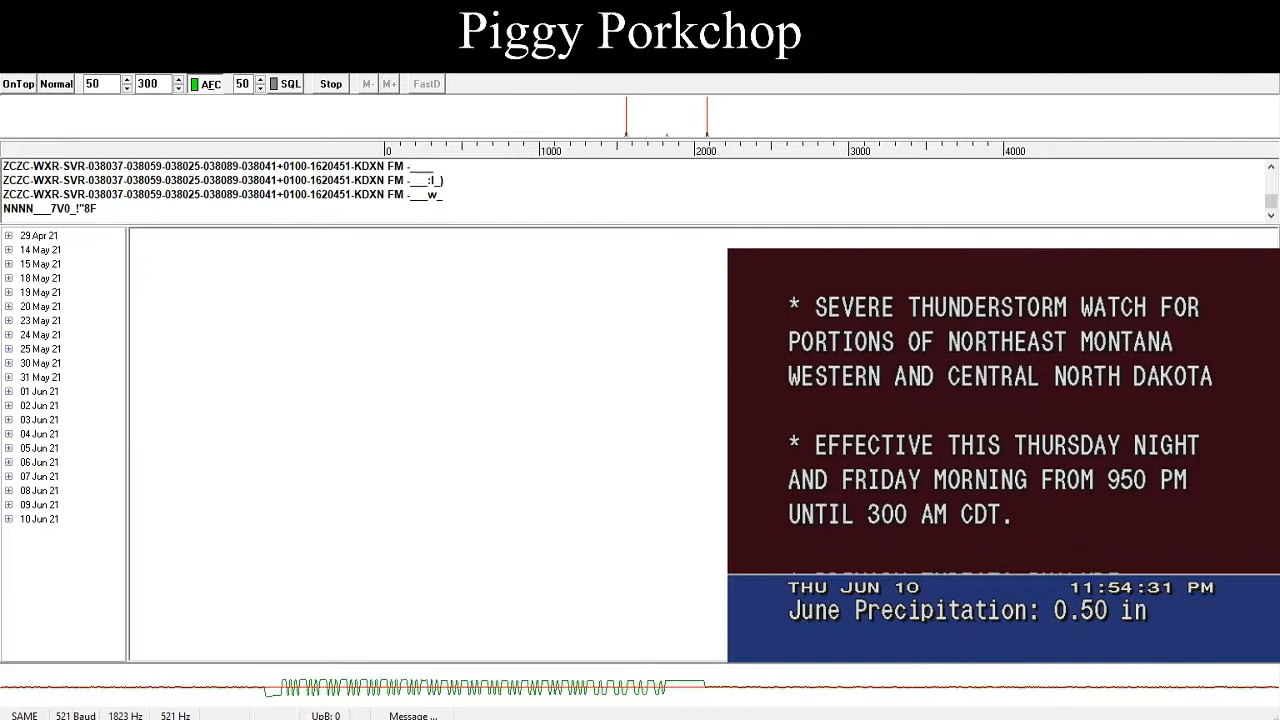 Piggy Porkchop
OnTop Normal 50 300 AFC 50 SQL Stop M- M+ FastD
0 1000 2000 3000 4000
ZCZC-WXR-SVR-038037-038059-038025-038089-038041+0100-1620451-KDXN FM -____
ZCZC-WXR-SVR-038037-038059-038025-038089-038041+0100-1620451-KDXN FM -___:I_)
ZCZC-WXR-SVR-038037-038059-038025-038089-038041+0100-1620451-KDXN FM -___w_
NNNN___7V0_!"8F
29 Apr 21
14 May 21
15 May 21
18 May 21
19 May 21
20 May 21
23 May 21
24 May 21
25 May 21
30 May 21
31 May 21
01 Jun 21
02 Jun 21
03 Jun 21
04 Jun 21
05 Jun 21
06 Jun 21
07 Jun 21
08 Jun 21
09 Jun 21
10 Jun 21
* SEVERE THUNDERSTORM WATCH FOR
PORTIONS OF NORTHEAST MONTANA
WESTERN AND CENTRAL NORTH DAKOTA
* EFFECTIVE THIS THURSDAY NIGHT
AND FRIDAY MORNING FROM 950 PM
UNTIL 300 AM CDT.
THU JUN 10 11:54:31 PM
June Precipitation: 0.50 in
SAME 521 Baud 1823 Hz 521 Hz UpB: 0 Message ...